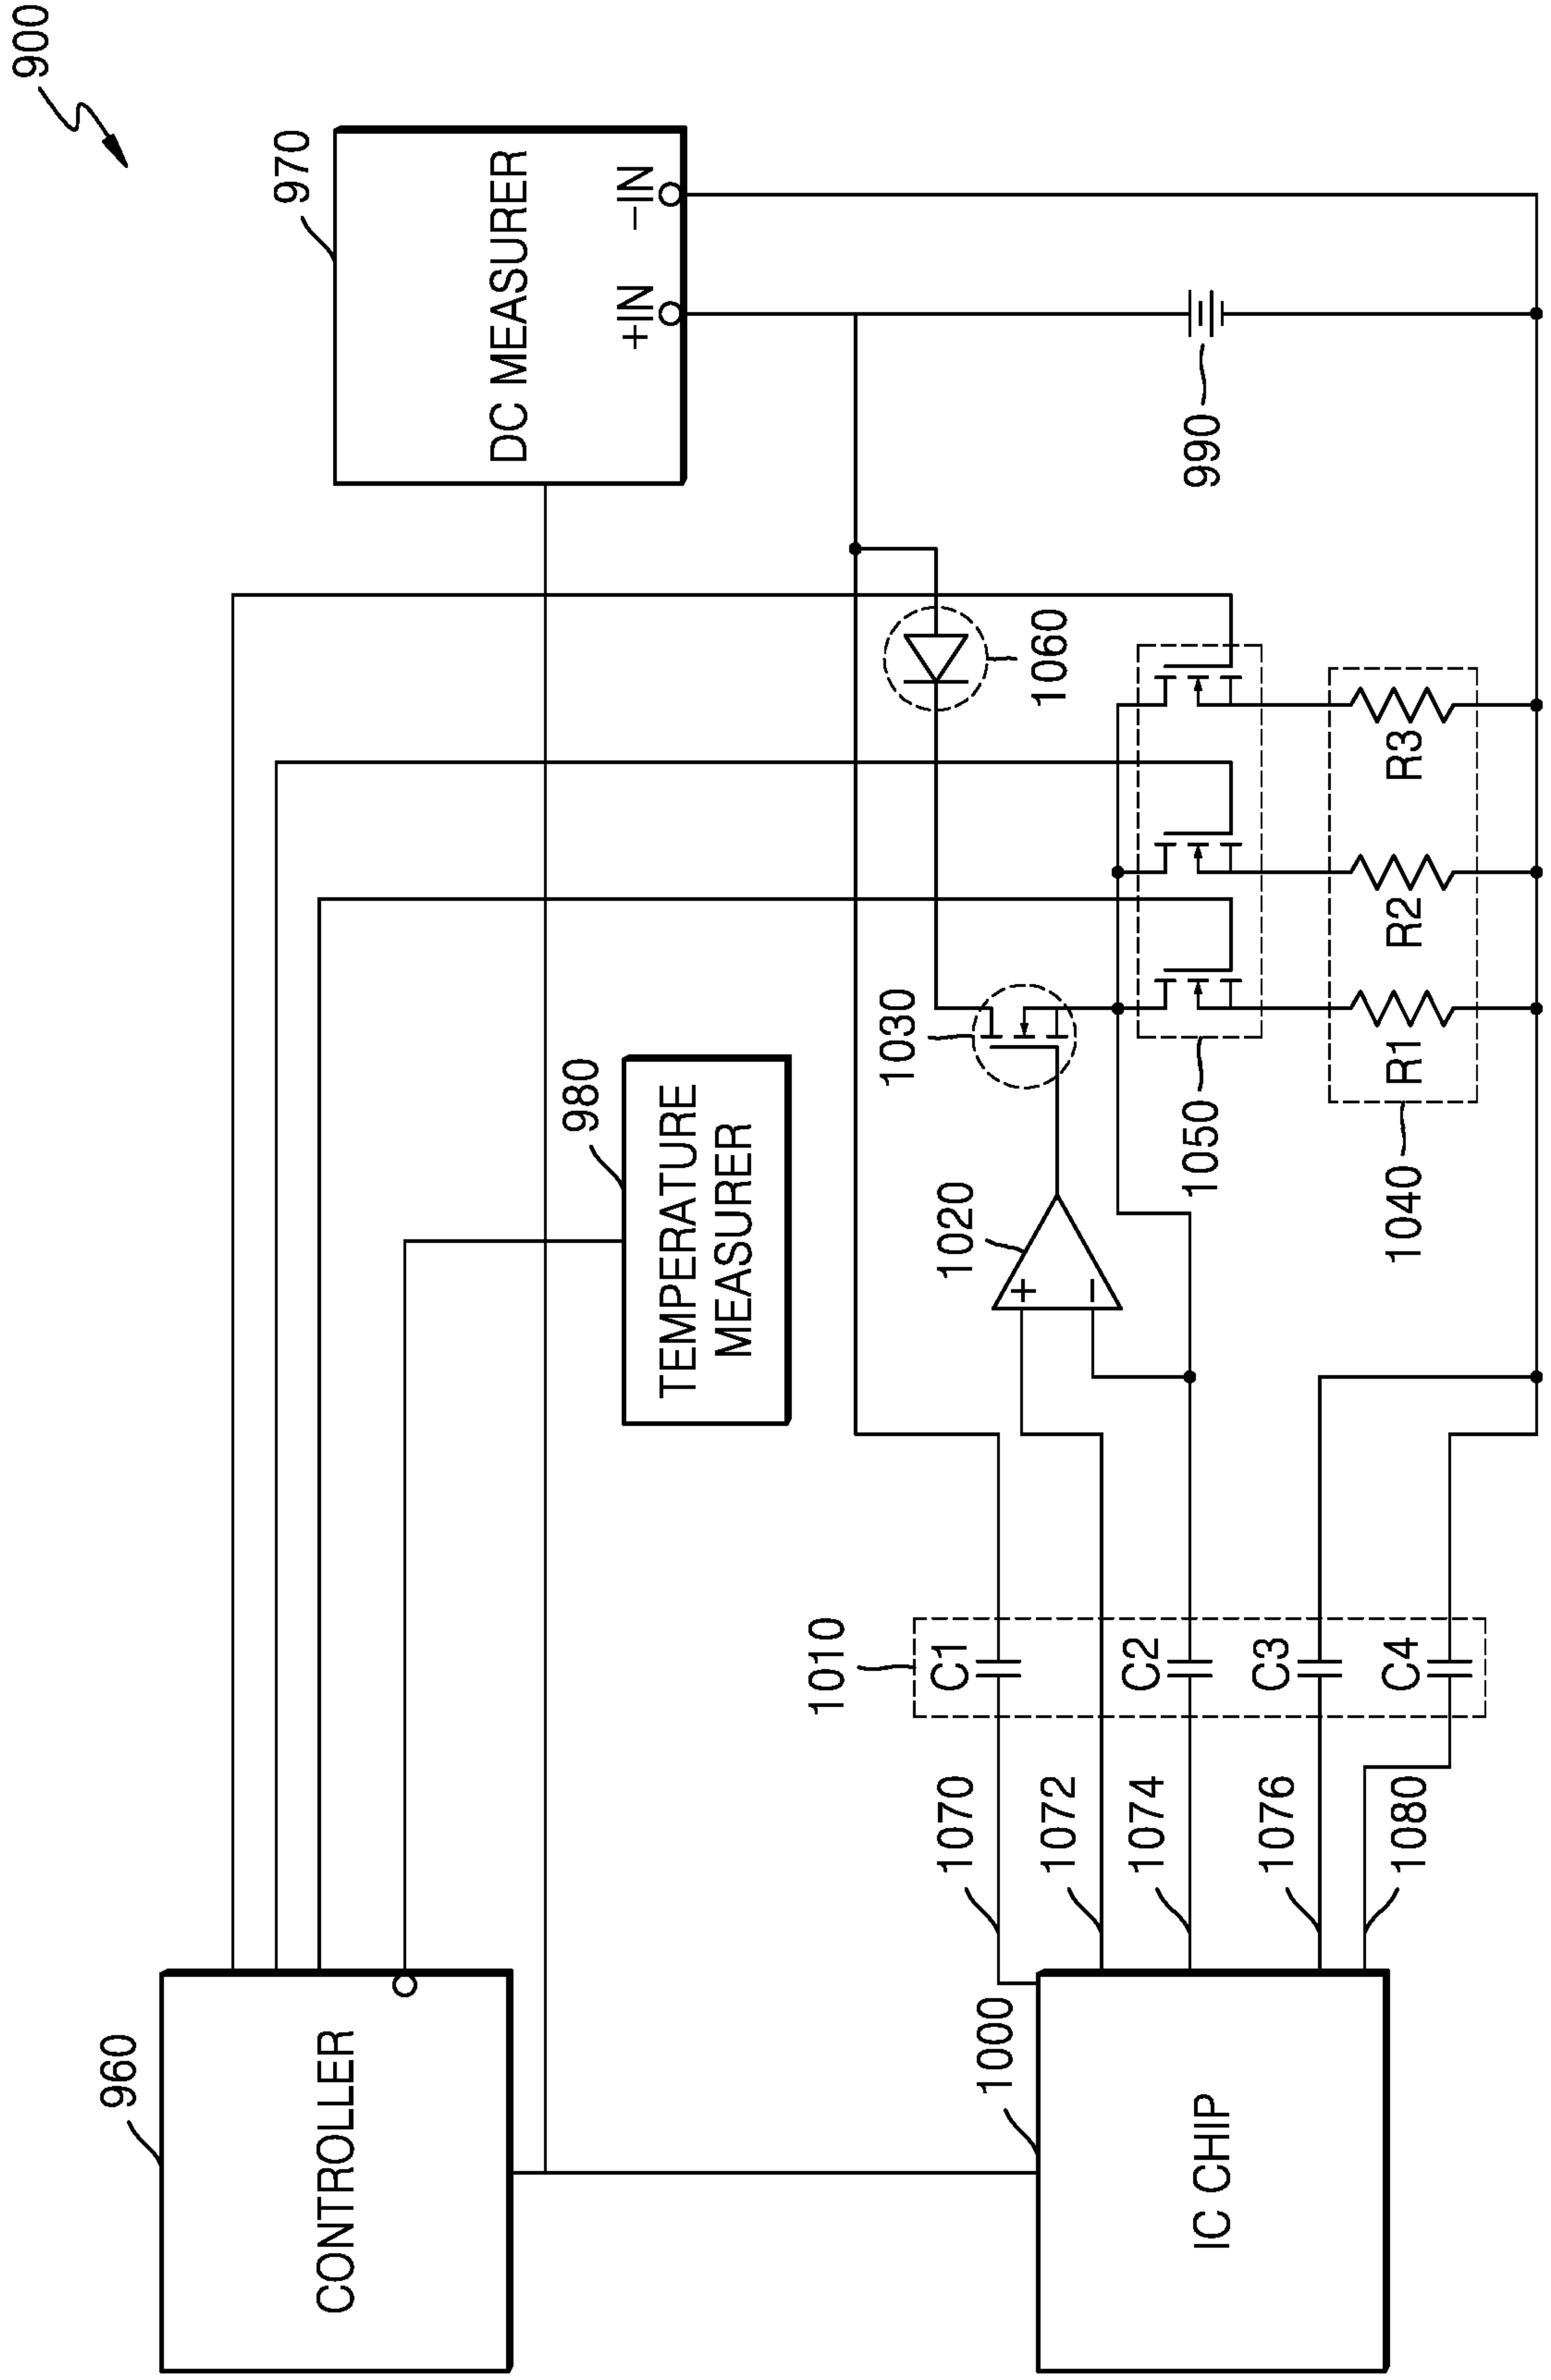 900
970
DC MEASURER
+IN
−IN
990
1060
980
TEMPERATURE
MEASURER
1030
1020
1050
R1
R2
R3
1040
1010
C1
C2
C3
C4
1070
1072
1074
1076
1080
960
CONTROLLER
1000
IC CHIP
+
−